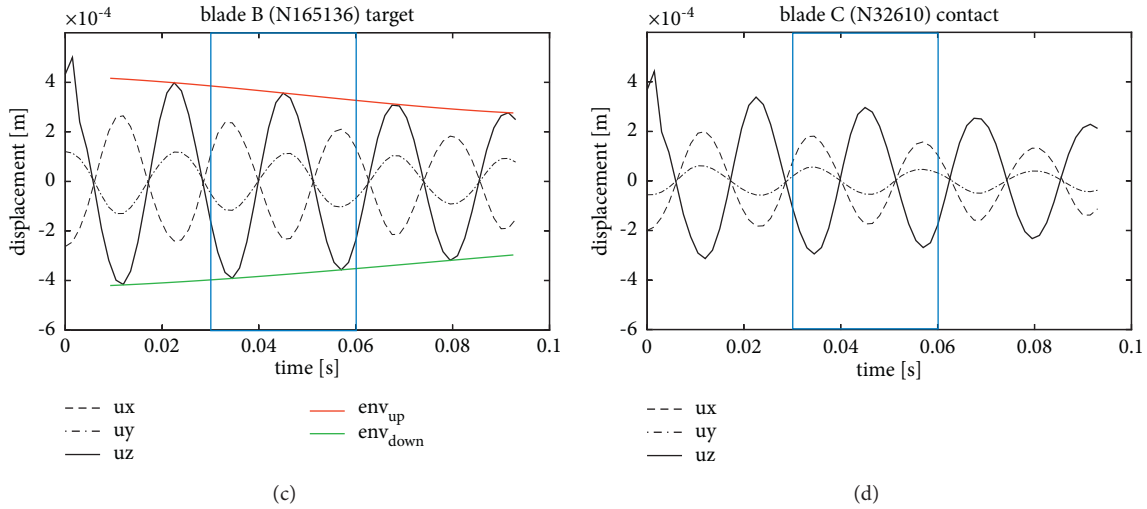 blade B (N165136) target
×10-4
4
2
0
-2
-4
-6
displacement [m]
0 0.02 0.04 0.06 0.08 0.1
time [s]
ux
uy
uz
env_up
env_down
(c)
blade C (N32610) contact
×10-4
4
2
0
-2
-4
-6
displacement [m]
0 0.02 0.04 0.06 0.08 0.1
time [s]
ux
uy
uz
(d)